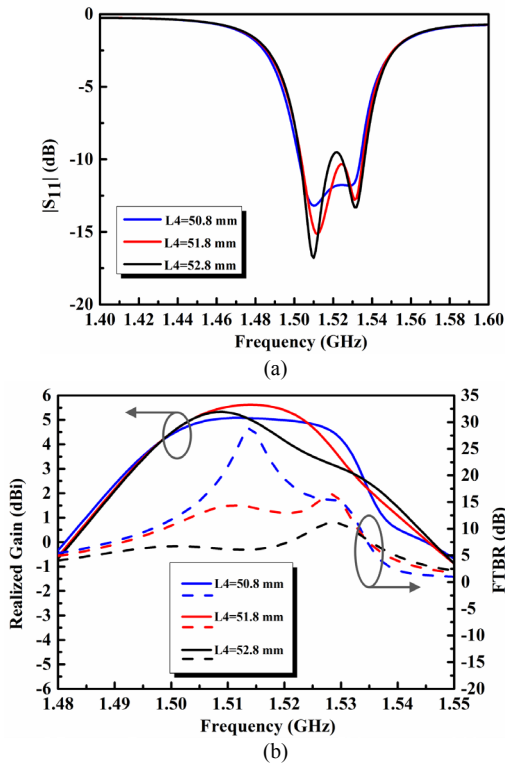 0
-5
-10
-15
-20
|S11| (dB)
L4=50.8 mm
L4=51.8 mm
L4=52.8 mm
1.40 1.42 1.44 1.46 1.48 1.50 1.52 1.54 1.56 1.58 1.60
Frequency (GHz)
(a)
6
5
4
3
2
1
0
-1
-2
-3
-4
-5
-6
Realized Gain (dBi)
35
30
25
20
15
10
5
0
-5
-10
-15
-20
FTBR (dB)
L4=50.8 mm
L4=51.8 mm
L4=52.8 mm
1.48 1.49 1.50 1.51 1.52 1.53 1.54 1.55
Frequency (GHz)
(b)